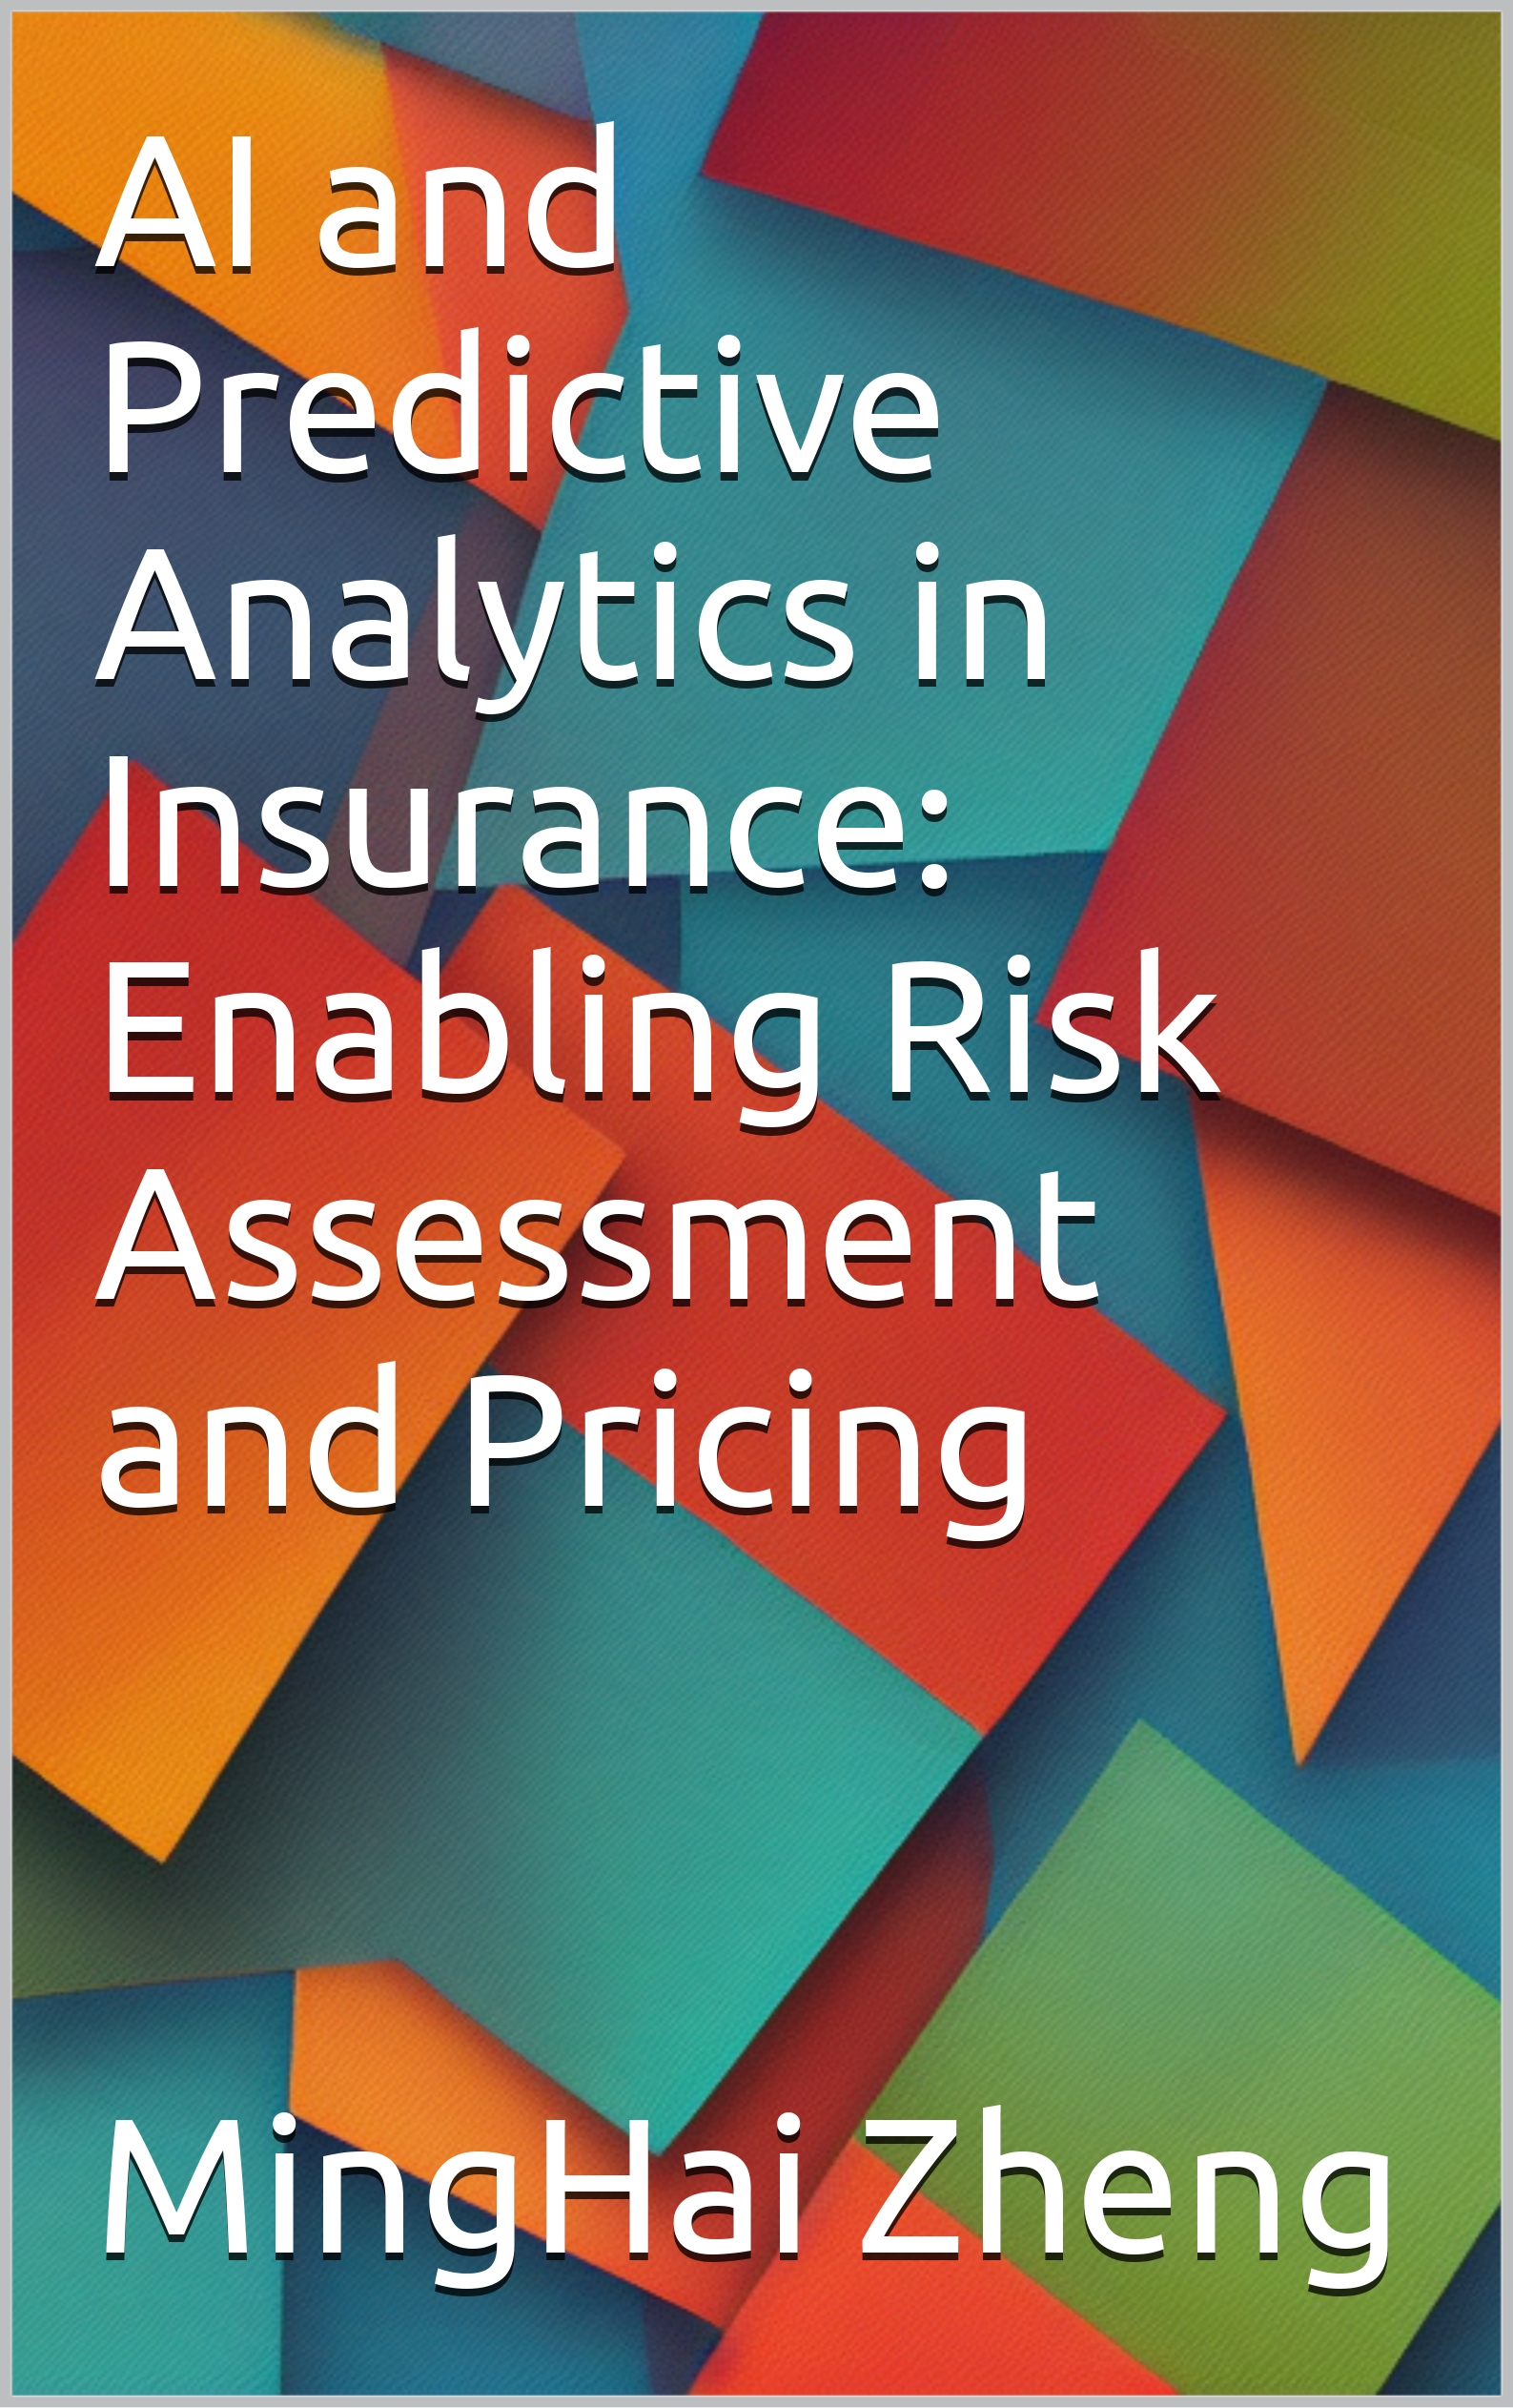 AI and
Predictive
Analytics in
Insurance:
Enabling Risk
Assessment
and Pricing
MingHai Zheng